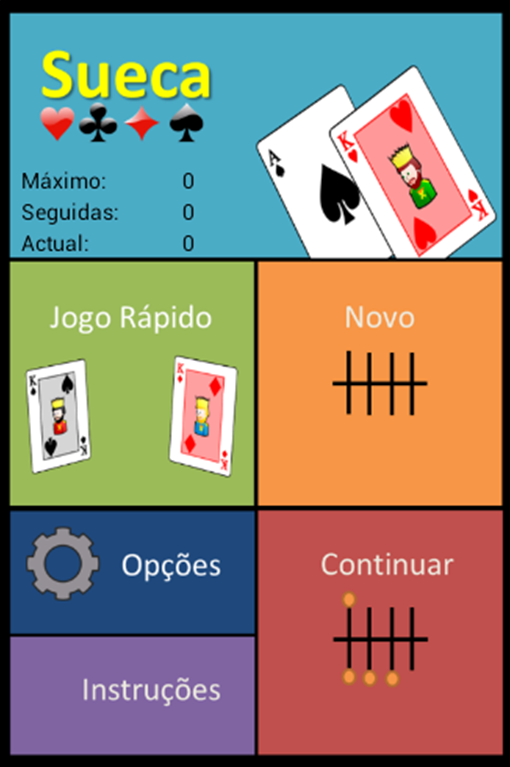 Sueca
Máximo: 0
Seguidas: 0
Actual: 0
A
K
K
Jogo Rápido
Novo
K
K
K
K
Opções
Continuar
Instruções